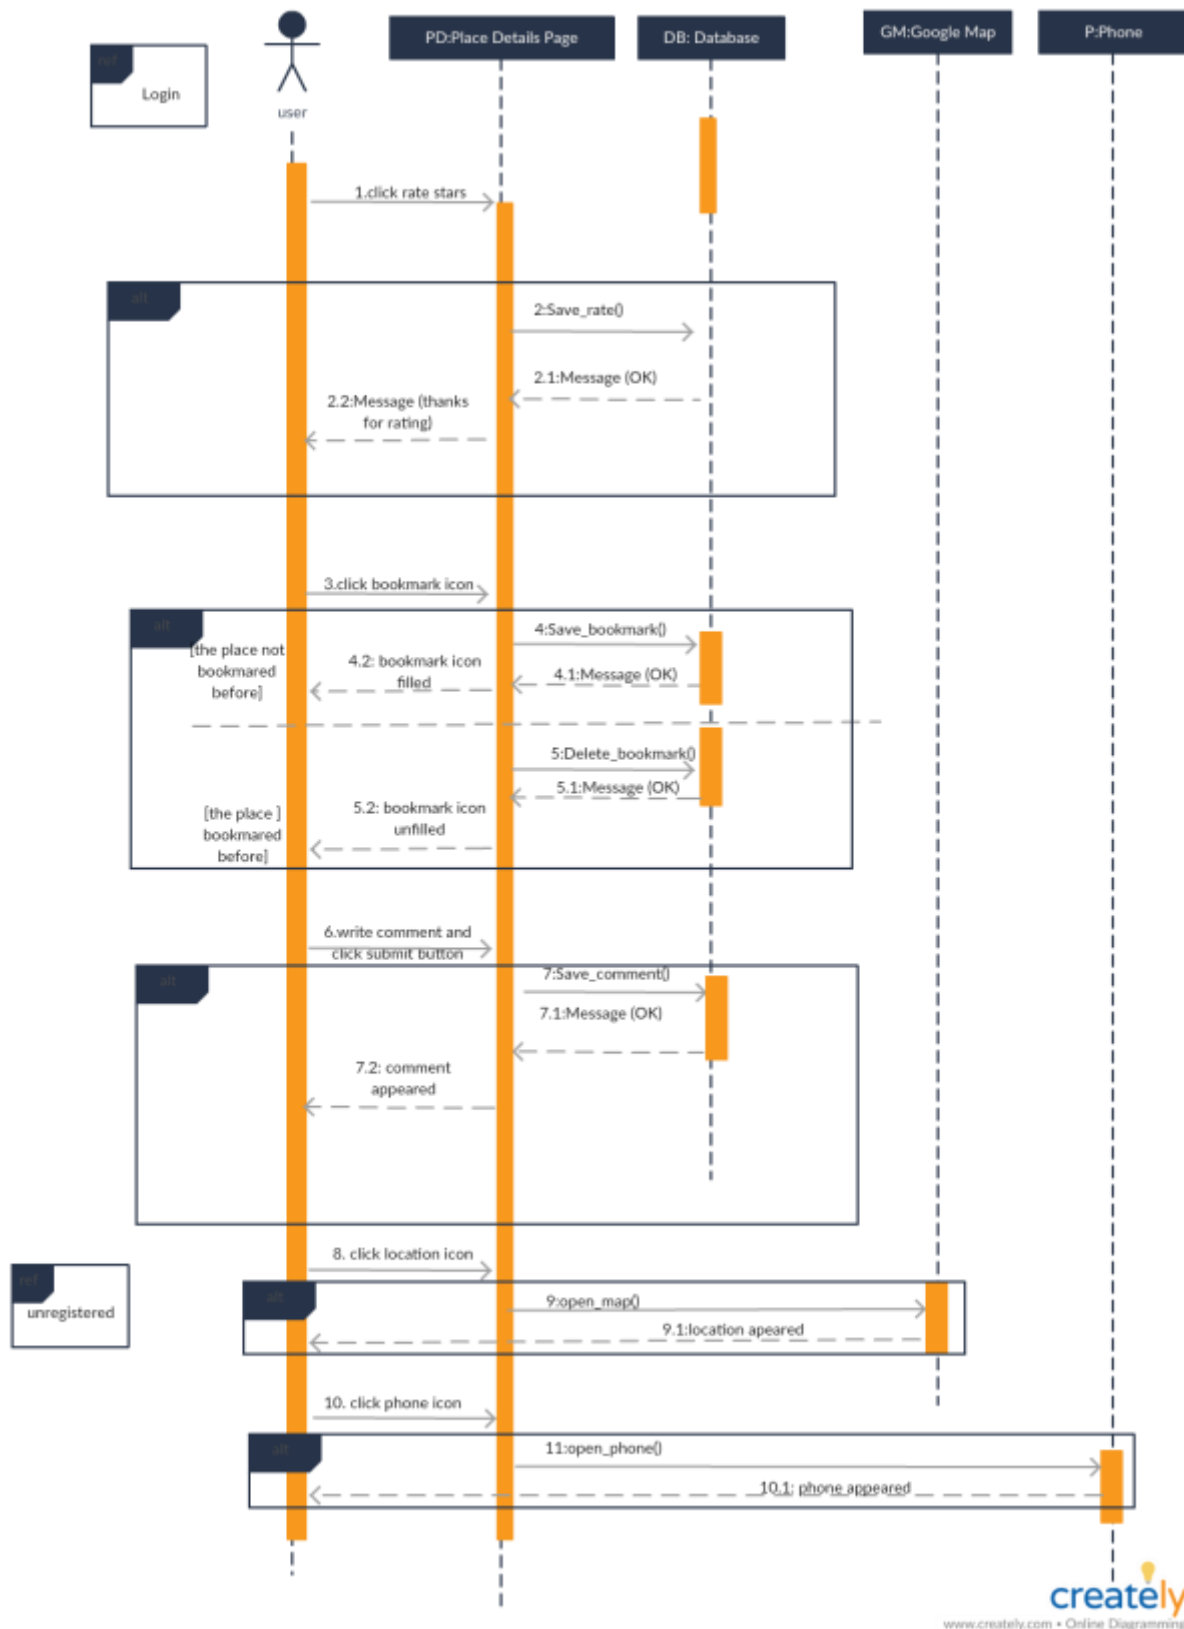 ref
Login
user
PD:Place Details Page
DB: Database
GM:Google Map
P:Phone
1.click rate stars
alt
2:Save_rate()
2.1:Message (OK)
2.2:Message (thanks
for rating)
3.click bookmark icon
alt
[the place not
bookmared
before]
4:Save_bookmark()
4.1:Message (OK)
4.2: bookmark icon
filled
5:Delete_bookmark()
5.1:Message (OK)
[the place ]
bookmared
before]
5.2: bookmark icon
unfilled
6.write comment and
click submit button
alt
7:Save_comment()
7.1:Message (OK)
7.2: comment
appeared
ref
unregistered
8. click location icon
alt
9:open_map()
9.1:location apeared
10. click phone icon
alt
11:open_phone()
10.1: phone appeared
creately
www.creately.com • Online Diagramming